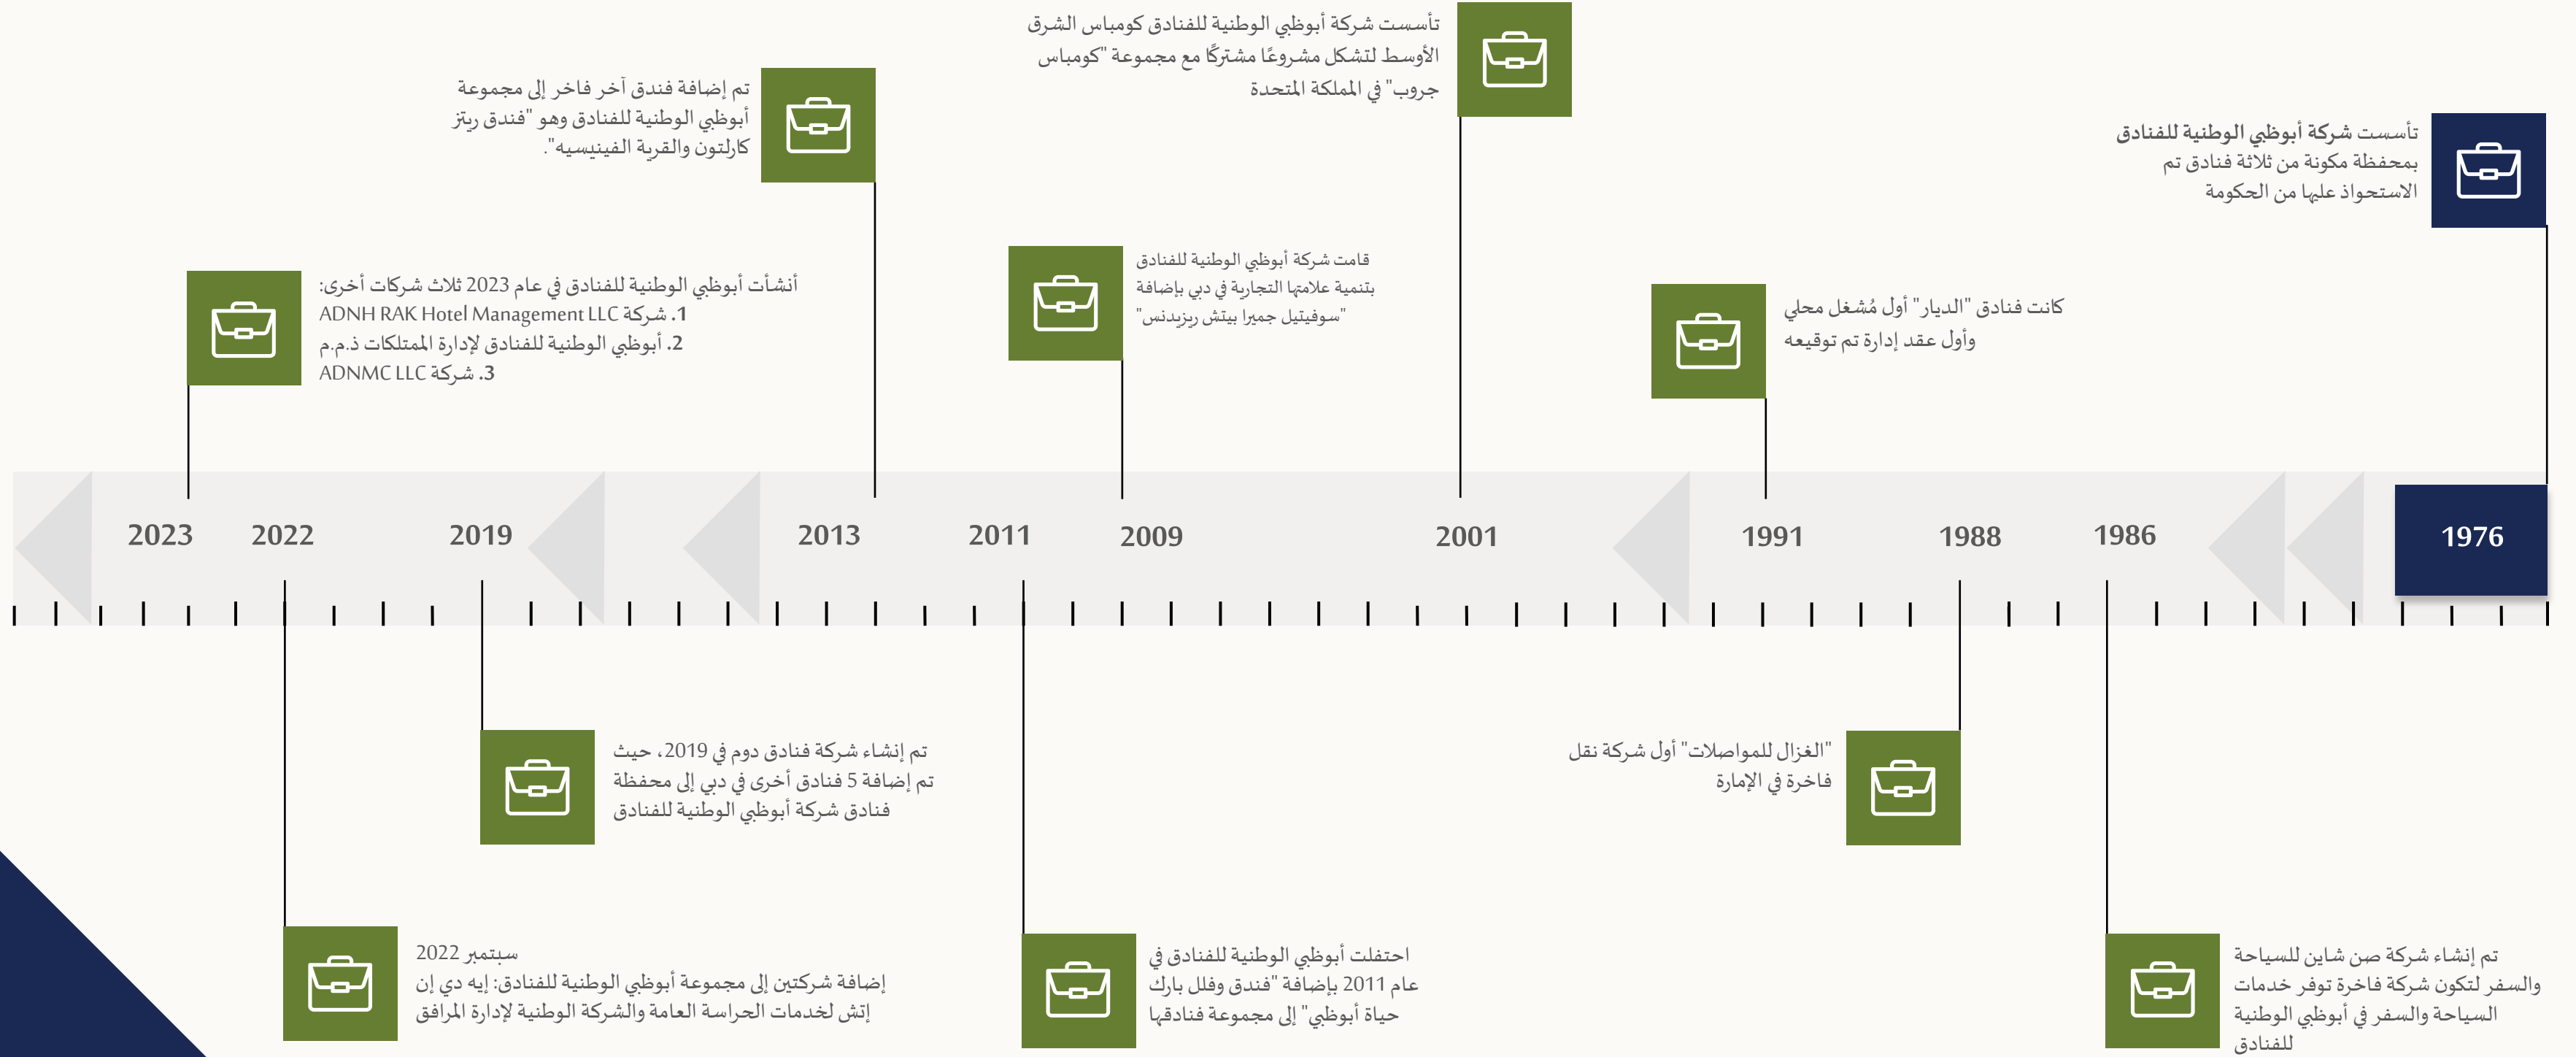 تأسست شركة أبوظبي الوطنية للفنادق كومباس الشرق
الأوسط لتشكل مشروعًا مشتركًا مع مجموعة "كومباس
جروب" في المملكة المتحدة
تم إضافة فندق آخر فاخر إلى مجموعة
أبوظبي الوطنية للفنادق وهو "فندق ريتز
كارلتون والقرية الفينيسيه".
تأسست شركة أبوظبي الوطنية للفنادق
بمحفظة مكونة من ثلاثة فنادق تم
الاستحواذ عليها من الحكومة
قامت شركة أبوظبي الوطنية للفنادق
بتنمية علامتها التجارية في دبي بإضافة
"سوفيتيل جميرا بيتش ريزيدنس"
كانت فنادق "الديار" أول مُشغل محلي
وأول عقد إدارة تم توقيعه
أنشأت أبوظبي الوطنية للفنادق في عام 2023 ثلاث شركات أخرى:
1. شركة ADNH RAK Hotel Management LLC
2. أبوظبي الوطنية للفنادق لإدارة الممتلكات ذ.م.م
3. شركة ADNMC LLC
1976
1986
1988
1991
2001
2009
2011
2013
2019
2022
2023
"الغزال للمواصلات" أول شركة نقل
فاخرة في الإمارة
تم إنشاء شركة فنادق دوم في 2019، حيث
تم إضافة 5 فنادق أخرى في دبي إلى محفظة
فنادق شركة أبوظبي الوطنية للفنادق
تم إنشاء شركة صن شاين للسياحة
والسفر لتكون شركة فاخرة توفر خدمات
السياحة والسفر في أبوظبي الوطنية
للفنادق
احتفلت أبوظبي الوطنية للفنادق في
عام 2011 بإضافة "فندق وفلل بارك
حياة أبوظبي" إلى مجموعة فنادقها
سبتمبر 2022
إضافة شركتين إلى مجموعة أبوظبي الوطنية للفنادق: إيه دي إن
إتش لخدمات الحراسة العامة والشركة الوطنية لإدارة المرافق